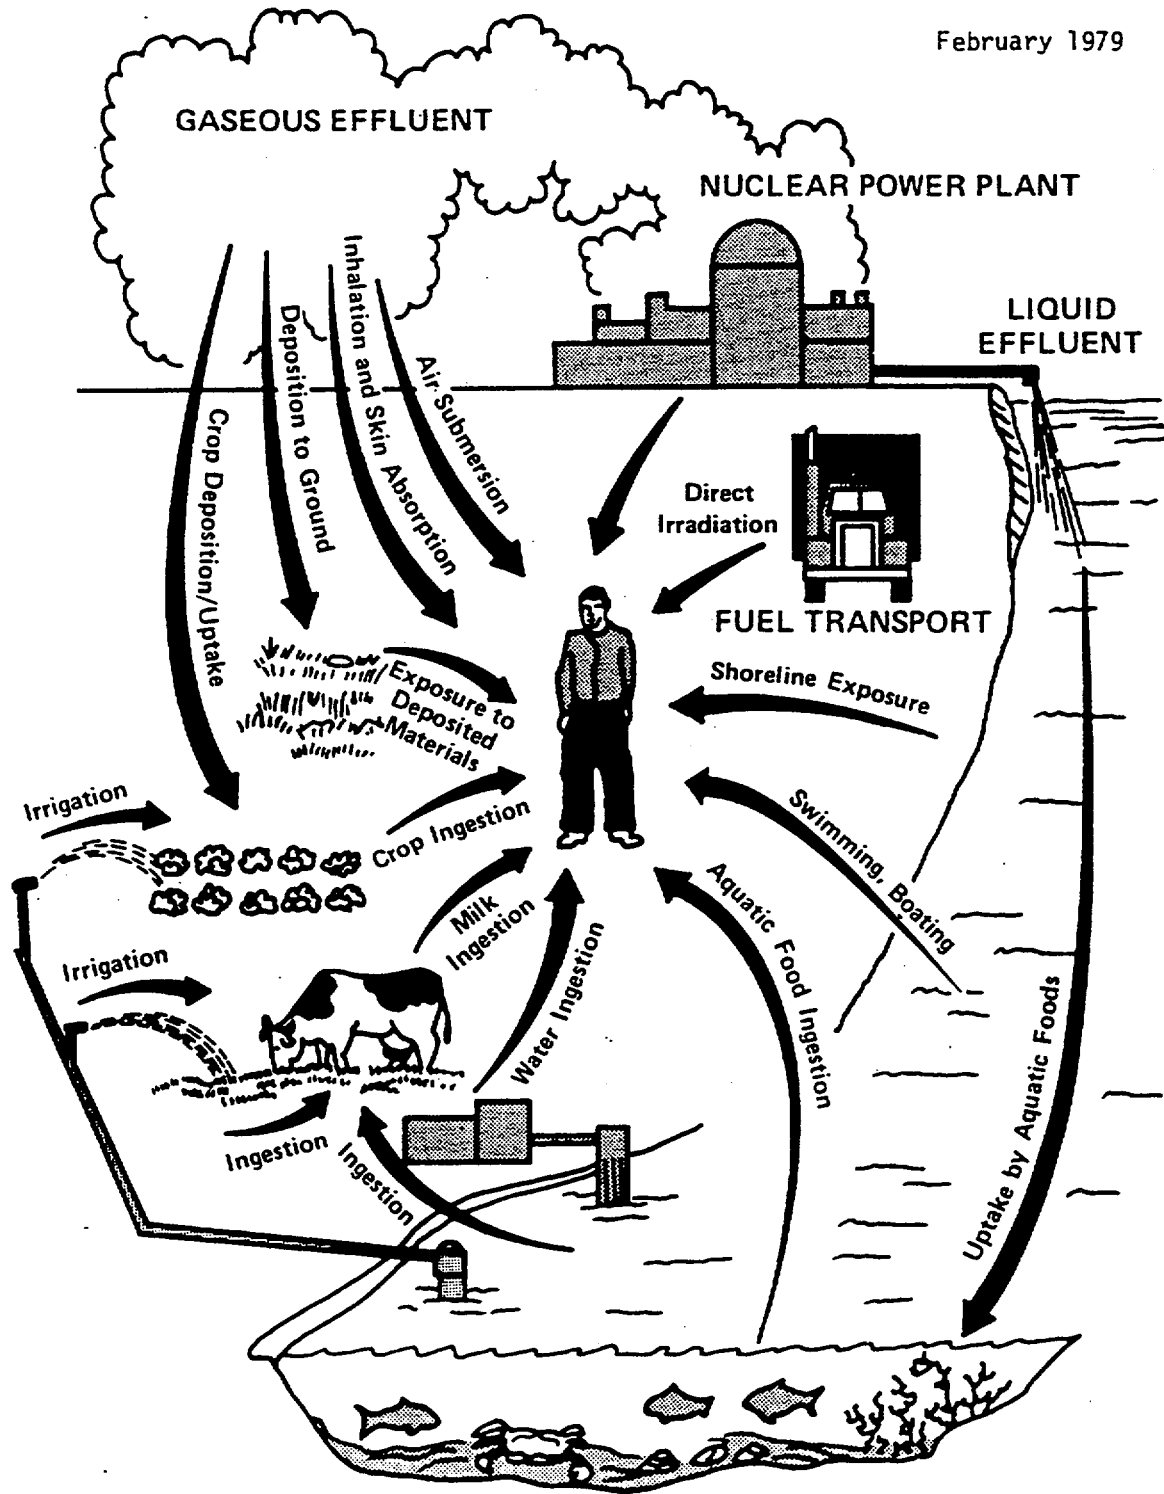 February 1979
GASEOUS EFFLUENT
NUCLEAR POWER PLANT
LIQUID
EFFLUENT
Inhalation and Skin Absorption
Deposition to Ground
Air Submersion
Crop Deposition/Uptake
Direct
Irradiation
FUEL TRANSPORT
Exposure to
Deposited
Materials
Shoreline Exposure
Irrigation
Crop Ingestion
Swimming, Boating
Milk
Ingestion
Aquatic Food Ingestion
Irrigation
Water Ingestion
Uptake by Aquatic Foods
Ingestion
Ingestion